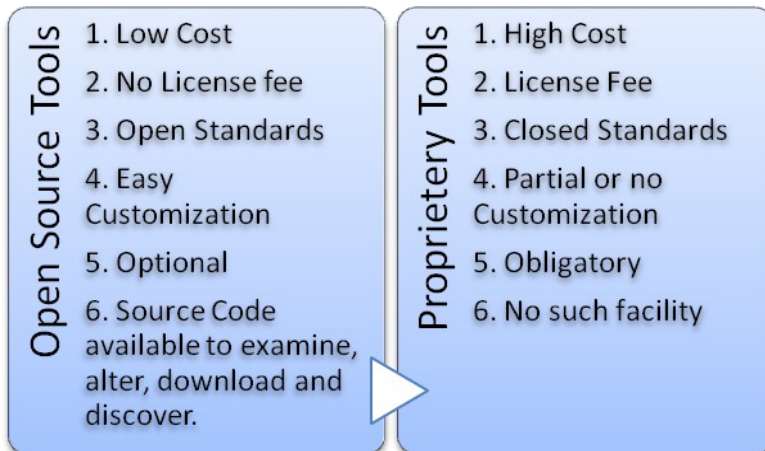 Open Source Tools
1. Low Cost
2. No License fee
3. Open Standards
4. Easy
Customization
5. Optional
6. Source Code
available to examine,
alter, download and
discover.
Proprietery Tools
1. High Cost
2. License Fee
3. Closed Standards
4. Partial or no
Customization
5. Obligatory
6. No such facility